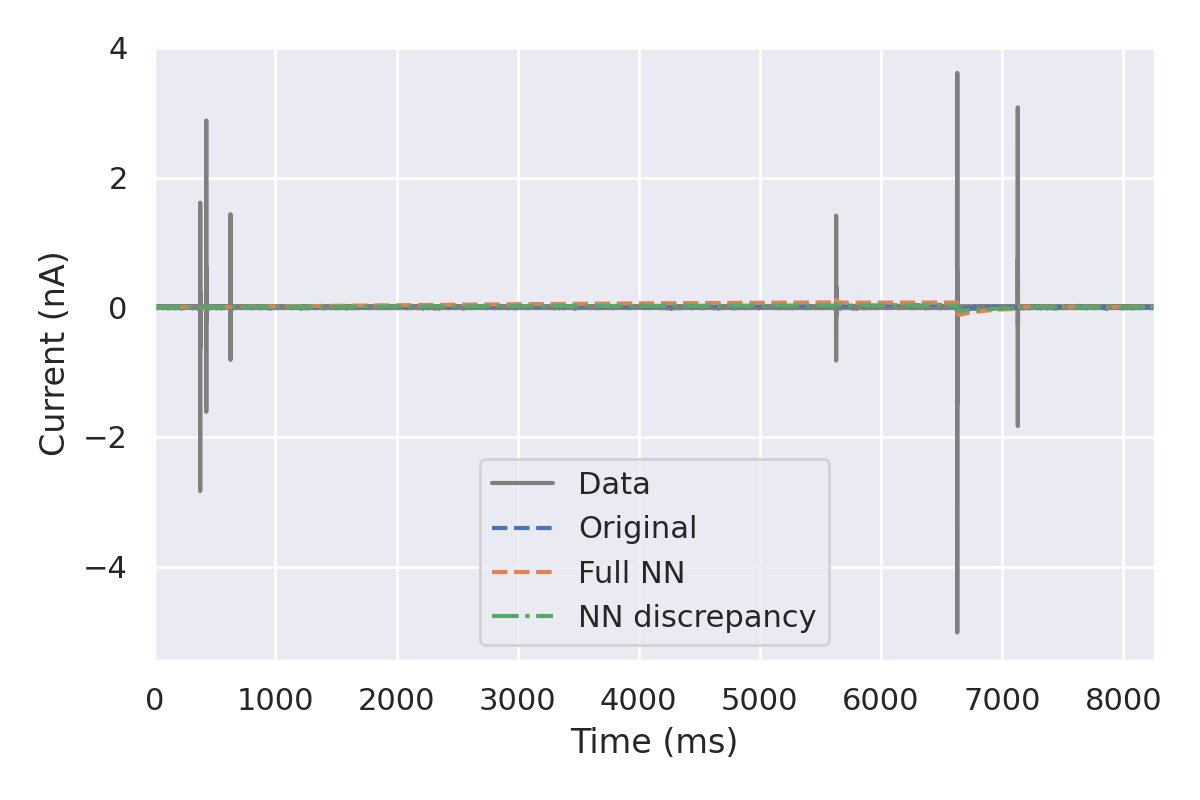 4
2
0
−2
−4
Current (nA)
Data
Original
Full NN
NN discrepancy
0 1000 2000 3000 4000 5000 6000 7000 8000
Time (ms)